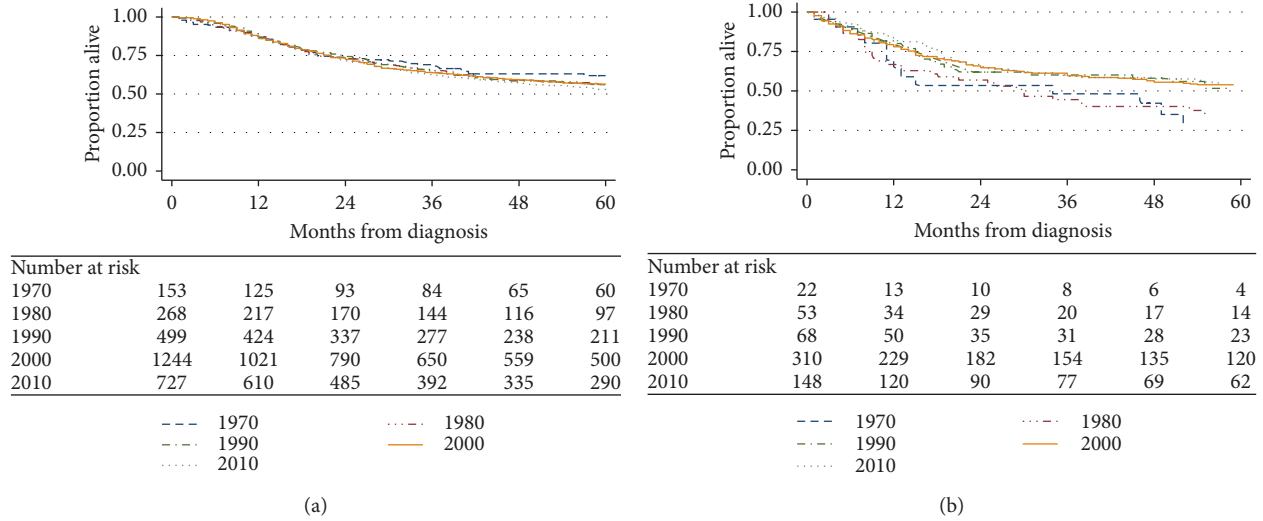 1.00
0.75
0.50
0.25
0.00
Proportion alive
0 12 24 36 48 60
Months from diagnosis
Number at risk
1970 153 125 93 84 65 60
1980 268 217 170 144 116 97
1990 499 424 337 277 238 211
2000 1244 1021 790 650 559 500
2010 727 610 485 392 335 290
1970 1980
1990 2000
2010
(a)
1.00
0.75
0.50
0.25
0.00
Proportion alive
0 12 24 36 48 60
Months from diagnosis
Number at risk
1970 22 13 10 8 6 4
1980 53 34 29 20 17 14
1990 68 50 35 31 28 23
2000 310 229 182 154 135 120
2010 148 120 90 77 69 62
1970 1980
1990 2000
2010
(b)